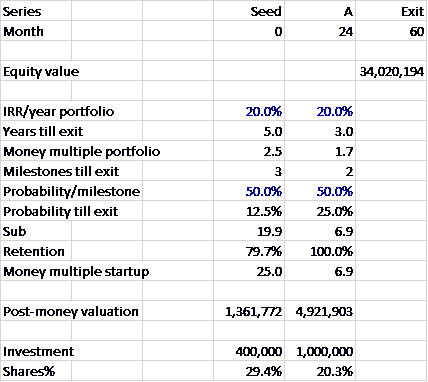 Series Seed A Exit
Month 0 24 60
Equity value 34,020,194
IRR/year portfolio 20.0% 20.0%
Years till exit 5.0 3.0
Money multiple portfolio 2.5 1.7
Milestones till exit 3 2
Probability/milestone 50.0% 50.0%
Probability till exit 12.5% 25.0%
Sub 19.9 6.9
Retention 79.7% 100.0%
Money multiple startup 25.0 6.9
Post-money valuation 1,361,772 4,921,903
Investment 400,000 1,000,000
Shares% 29.4% 20.3%